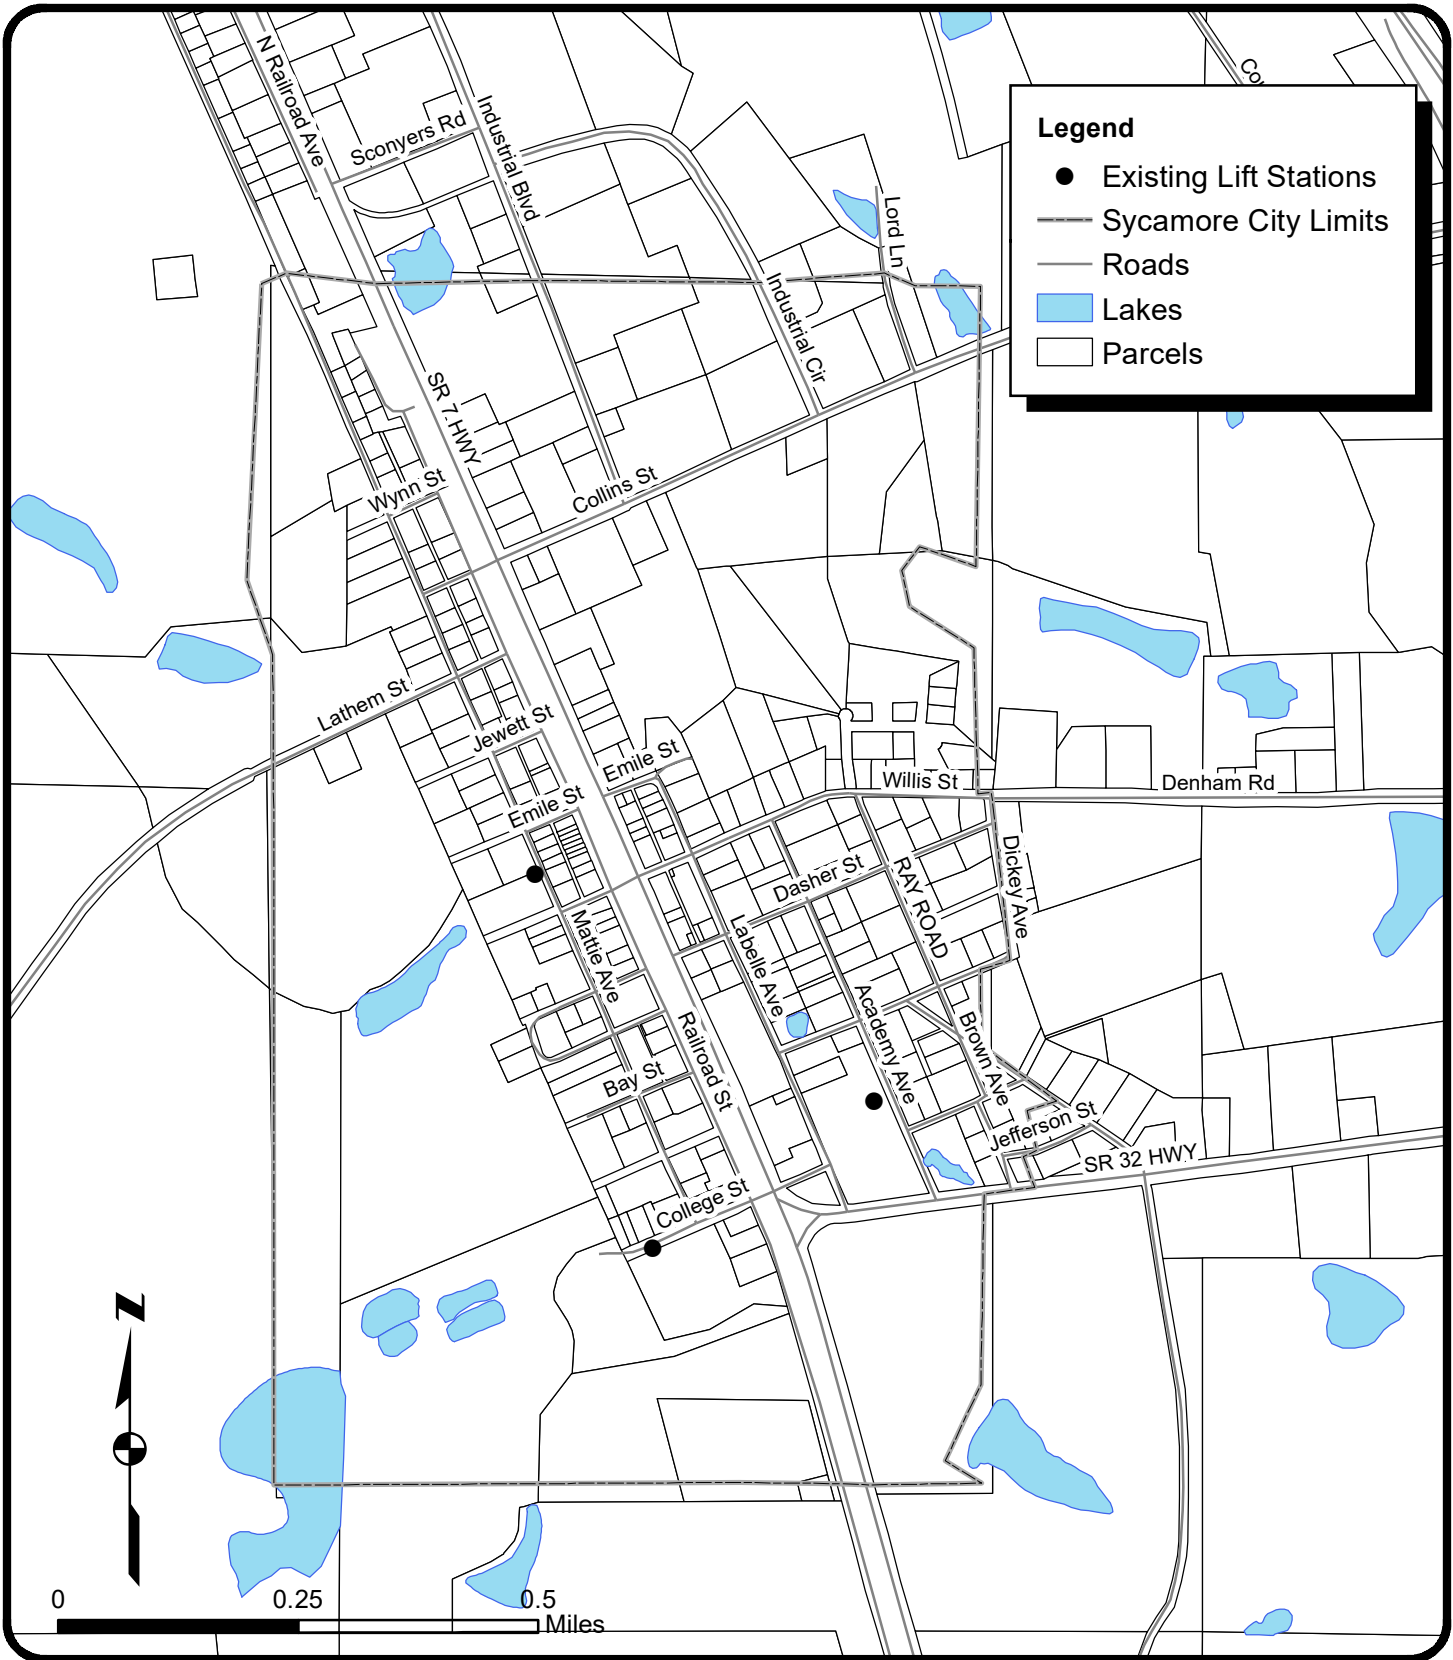 N Railroad Ave
Sconyers Rd
Industrial Blvd
Lord Ln
Legend
Existing Lift Stations
Sycamore City Limits
Roads
Lakes
Parcels
Industrial Cir
SR 7 HWY
Wynn St
Collins St
Lathem St
Jewett St
Emile St
Emile St
Willis St
Denham Rd
Dasher St
RAY ROAD
Dickey Ave
Mattie Ave
Labelle Ave
Academy Ave
Brown Ave
Railroad St
Bay St
Jefferson St
SR 32 HWY
College St
N
0 0.25 0.5
Miles